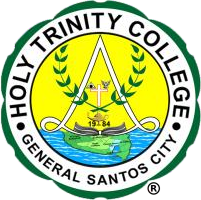 HOLY TRINITY COLLEGE
GENERAL SANTOS CITY
1984
®